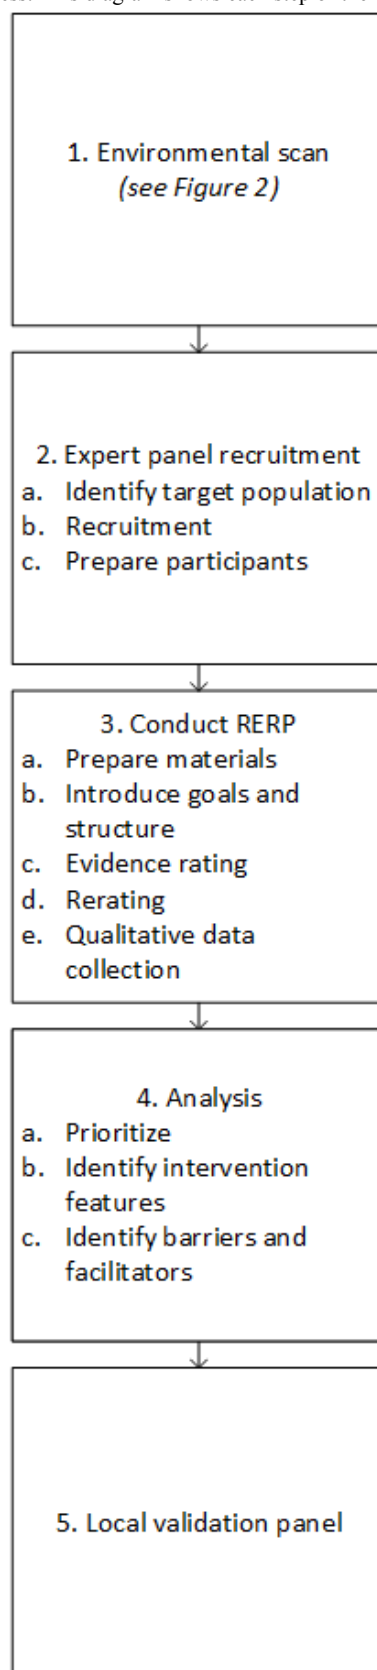 1. Environmental scan
(see Figure 2)
2. Expert panel recruitment
a. Identify target population
b. Recruitment
c. Prepare participants
3. Conduct RERP
a. Prepare materials
b. Introduce goals and
structure
c. Evidence rating
d. Rerating
e. Qualitative data
collection
4. Analysis
a. Prioritize
b. Identify intervention
features
c. Identify barriers and
facilitators
5. Local validation panel